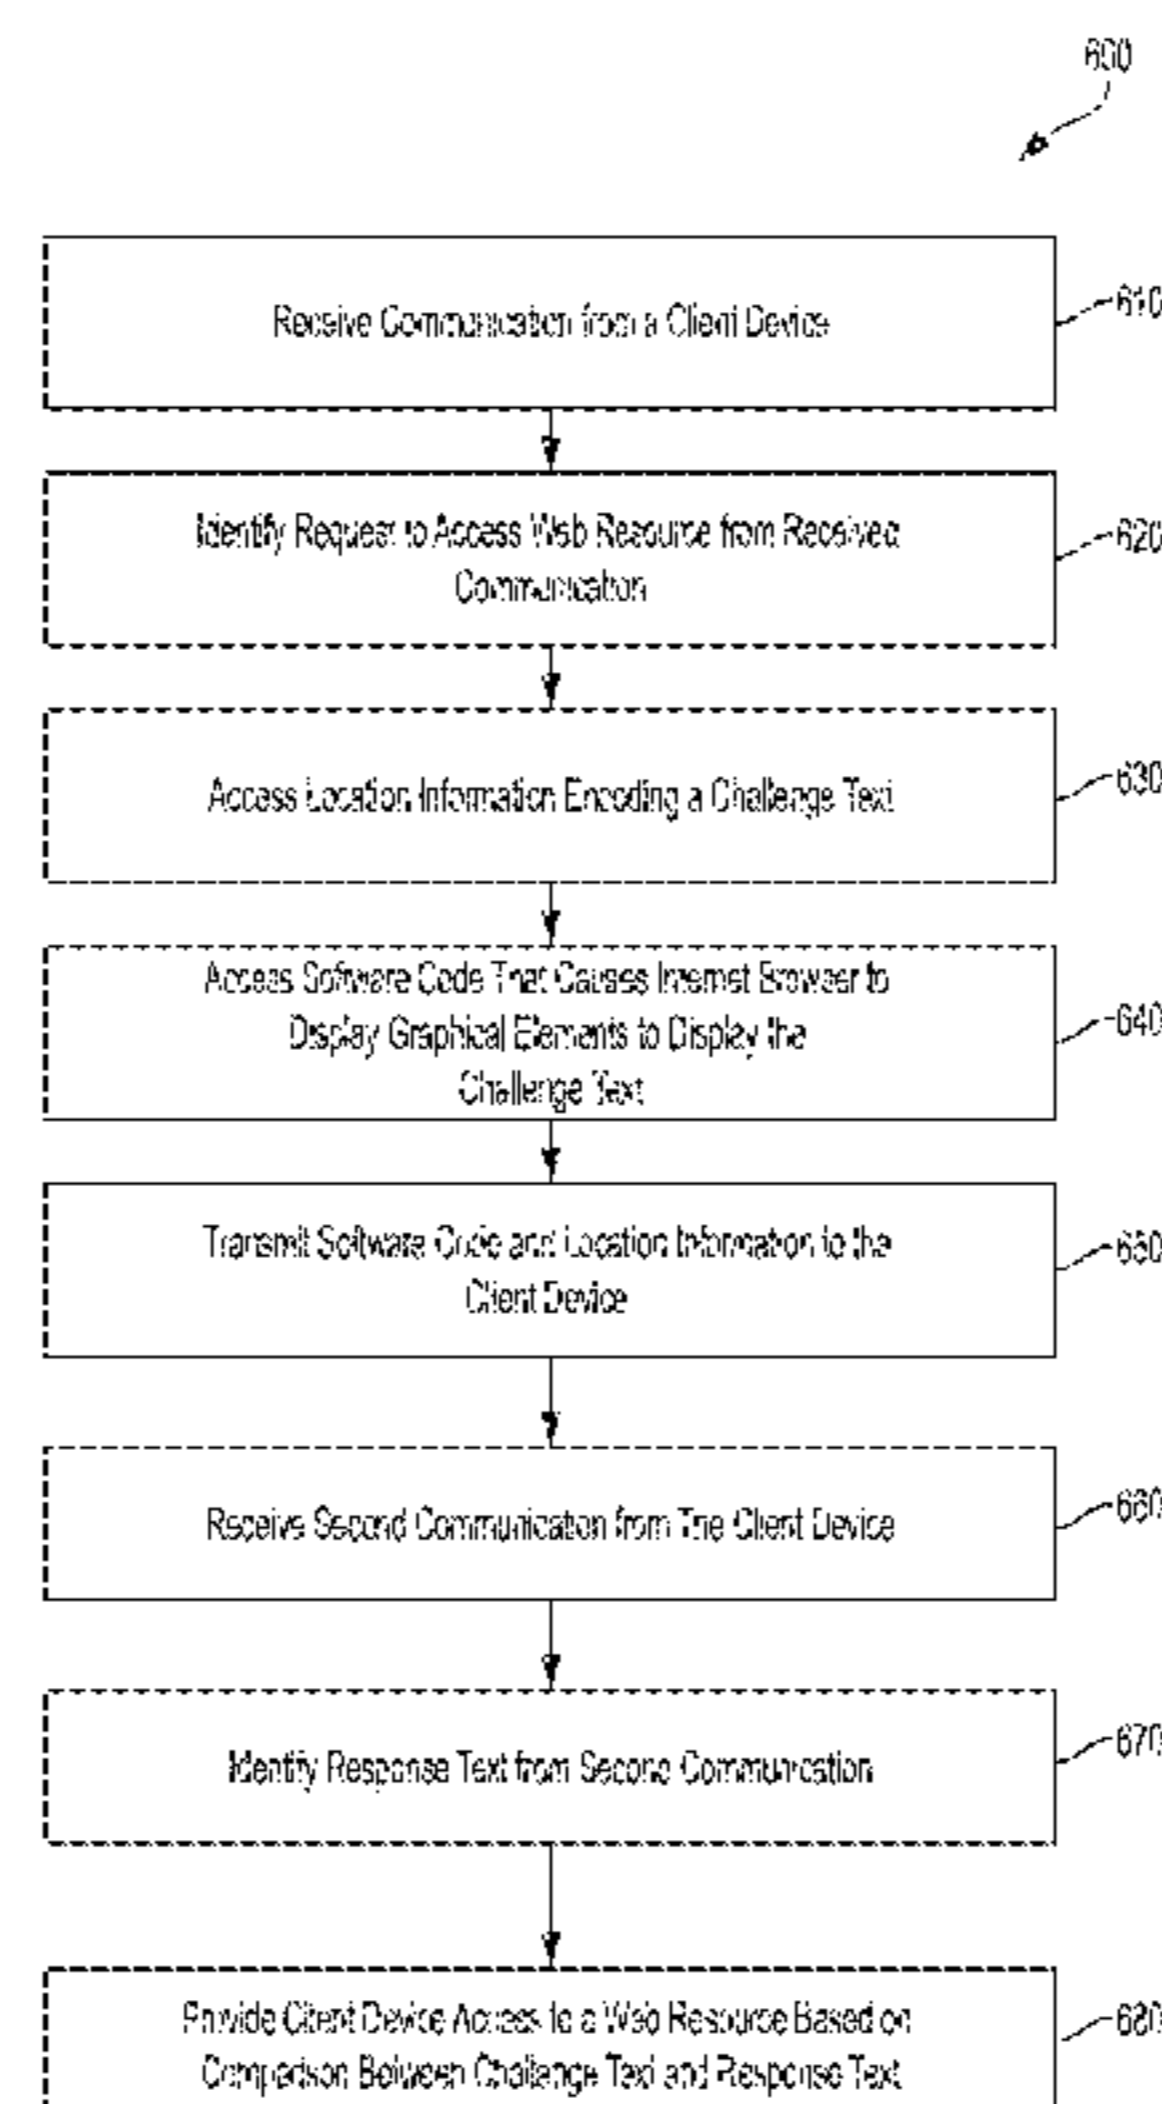 600
Receive Communication from a Client Device
610
Identify Request to Access Web Resource from Received
Communication
620
Access Location Information Encoding a Challenge Text
630
Access Software Code That Causes Internet Browser to
Display Graphical Elements to Display the
Challenge Text
640
Transmit Software Code and Location Information to the
Client Device
650
Receive Second Communication from The Client Device
660
Identify Response Text from Second Communication
670
Provide Client Device Access to a Web Resource Based on
Comparison Between Challenge Text and Response Text
680